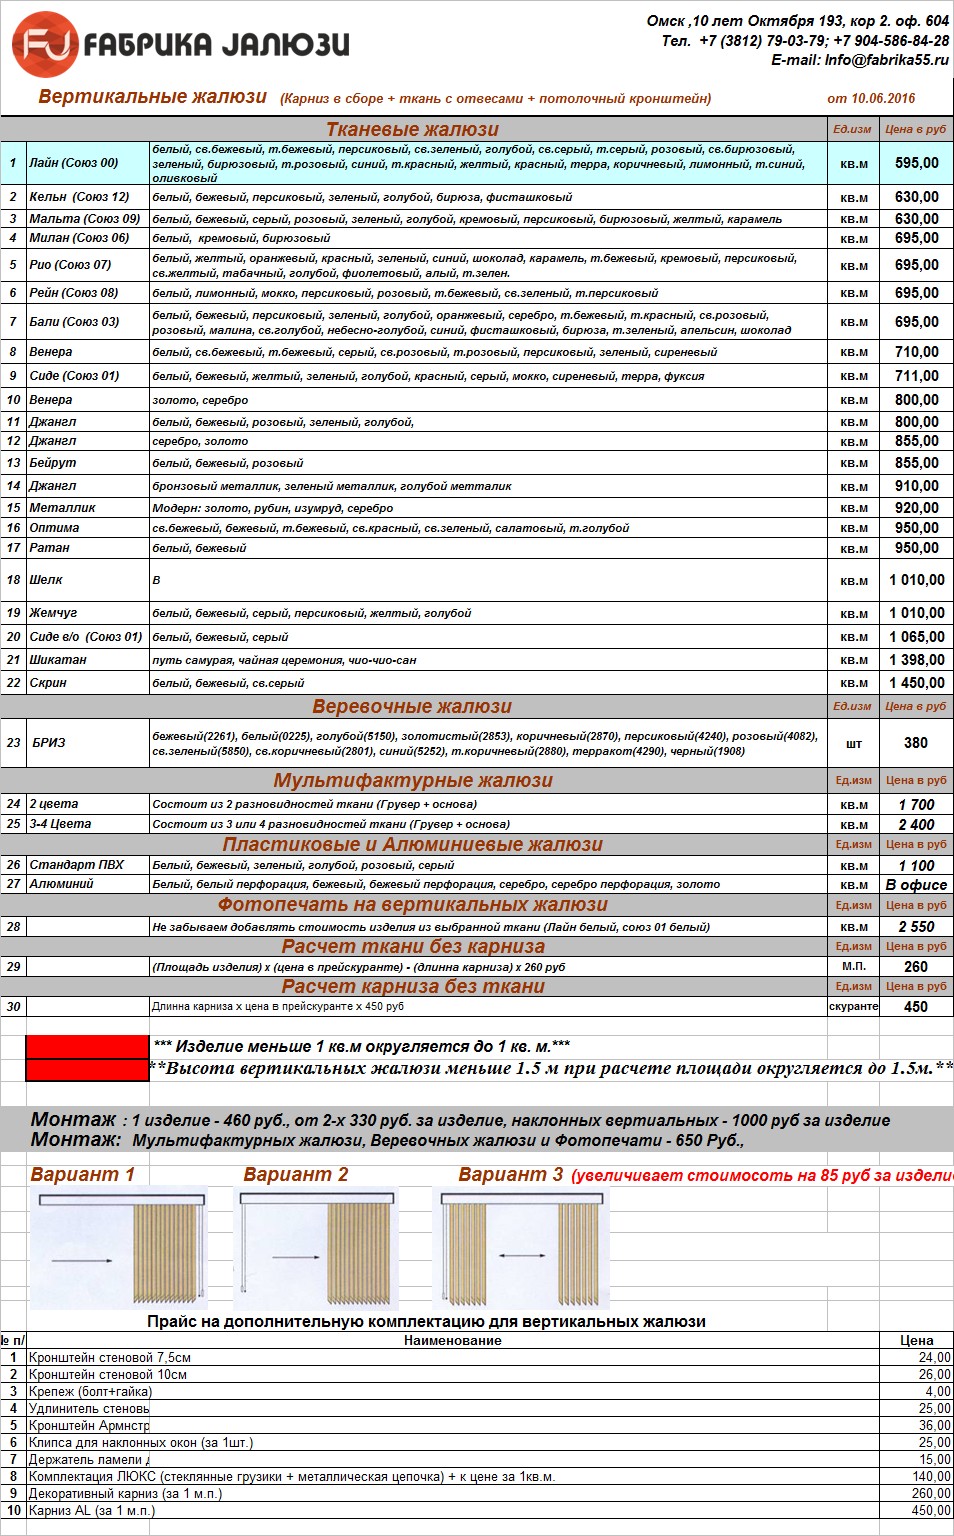 FJ FАБРИКА JАЛЮЗИ
Омск ,10 лет Октября 193, кор 2. оф. 604
Тел.  +7 (3812) 79-03-79; +7 904-586-84-28
E-mail: Info@fabrika55.ru
Вертикальные жалюзи (Карниз в сборе + ткань с отвесами + потолочный кронштейн) от 10.06.2016
Тканевые жалюзи Ед.изм Цена в руб
1 Лайн (Союз 00) белый, св.бежевый, т.бежевый, персиковый, св.зеленый, голубой, св.серый, т.серый, розовый, св.бирюзовый,
зеленый, бирюзовый, т.розовый, синий, т.красный, желтый, красный, терра, коричневый, лимонный, т.синий,
оливковый кв.м 595,00
2 Кельн  (Союз 12) белый, бежевый, персиковый, зеленый, голубой, бирюза, фисташковый кв.м 630,00
3 Мальта (Союз 09) белый, бежевый, серый, розовый, зеленый, голубой, кремовый, персиковый, бирюзовый, желтый, карамель кв.м 630,00
4 Милан (Союз 06) белый,  кремовый, бирюзовый кв.м 695,00
5 Рио (Союз 07) белый, желтый, оранжевый, красный, зеленый, синий, шоколад, карамель, т.бежевый, кремовый, персиковый,
св.желтый, табачный, голубой, фиолетовый, алый, т.зелен. кв.м 695,00
6 Рейн (Союз 08) белый, лимонный, мокко, персиковый, розовый, т.бежевый, св.зеленый, т.персиковый кв.м 695,00
7 Бали (Союз 03) белый, бежевый, персиковый, зеленый, голубой, оранжевый, серебро, т.бежевый, т.красный, св.розовый,
розовый, малина, св.голубой, небесно-голубой, синий, фисташковый, бирюза, т.зеленый, апельсин, шоколад кв.м 695,00
8 Венера белый, св.бежевый, т.бежевый, серый, св.розовый, т.розовый, персиковый, зеленый, сиреневый кв.м 710,00
9 Сиде (Союз 01) белый, бежевый, желтый, зеленый, голубой, красный, серый, мокко, сиреневый, терра, фуксия кв.м 711,00
10 Венера золото, серебро кв.м 800,00
11 Джангл белый, бежевый, розовый, зеленый, голубой, кв.м 800,00
12 Джангл серебро, золото кв.м 855,00
13 Бейрут белый, бежевый, розовый кв.м 855,00
14 Джангл бронзовый металлик, зеленый металлик, голубой метталик кв.м 910,00
15 Металлик Модерн: золото, рубин, изумруд, серебро кв.м 920,00
16 Оптима св.бежевый, бежевый, т.бежевый, св.красный, св.зеленый, салатовый, т.голубой кв.м 950,00
17 Ратан белый, бежевый кв.м 950,00
18 Шелк В кв.м 1 010,00
19 Жемчуг белый, бежевый, серый, персиковый, желтый, голубой кв.м 1 010,00
20 Сиде в/о  (Союз 01) белый, бежевый, серый кв.м 1 065,00
21 Шикатан путь самурая, чайная церемония, чио-чио-сан кв.м 1 398,00
22 Скрин белый, бежевый, св.серый кв.м 1 450,00
Веревочные жалюзи Ед.изм Цена в руб
23 БРИЗ бежевый(2261), белый(0225), голубой(5150), золотистый(2853), коричневый(2870), персиковый(4240), розовый(4082),
св.зеленый(5850), св.коричневый(2801), синий(5252), т.коричневый(2880), терракот(4290), черный(1908) шт 380
Мультифактурные жалюзи Ед.изм Цена в руб
24 2 цвета Состоит из 2 разновидностей ткани (Грувер + основа) кв.м 1 700
25 3-4 Цвета Состоит из 3 или 4 разновидностей ткани (Грувер + основа) кв.м 2 400
Пластиковые и Алюминиевые жалюзи Ед.изм Цена в руб
26 Стандарт ПВХ Белый, бежевый, зеленый, голубой, розовый, серый кв.м 1 100
27 Алюминий Белый, белый перфорация, бежевый, бежевый перфорация, серебро, серебро перфорация, золото кв.м В офисе
Фотопечать на вертикальных жалюзи Ед.изм Цена в руб
28 Не забываем добавлять стоимость изделия из выбранной ткани (Лайн белый, союз 01 белый) кв.м 2 550
Расчет ткани без карниза Ед.изм Цена в руб
29 (Площадь изделия) х (цена в прейскуранте) - (длинна карниза) х 260 руб М.П. 260
Расчет карниза без ткани Ед.изм Цена в руб
30 Длинна карниза х цена в прейскуранте х 450 руб скуранте 450
*** Изделие меньше 1 кв.м округляется до 1 кв. м.***
**Высота вертикальных жалюзи меньше 1.5 м при расчете площади округляется до 1.5м.**
Монтаж : 1 изделие - 460 руб., от 2-х 330 руб. за изделие, наклонных вертиальных - 1000 руб за изделие
Монтаж: Мультифактурных жалюзи, Веревочных жалюзи и Фотопечати - 650 Руб.,
Вариант 1 Вариант 2 Вариант 3 (увеличивает стоимосоть на 85 руб за издели
Прайс на дополнительную комплектацию для вертикальных жалюзи
№ п/ Наименование Цена
1 Кронштейн стеновой 7,5см 24,00
2 Кронштейн стеновой 10см 26,00
3 Крепеж (болт+гайка) 4,00
4 Удлинитель стеновь 25,00
5 Кронштейн Армнстр 36,00
6 Клипса для наклонных окон (за 1шт.) 25,00
7 Держатель ламели д 15,00
8 Комплектация ЛЮКС (стеклянные грузики + металлическая цепочка) + к цене за 1кв.м. 140,00
9 Декоративный карниз (за 1 м.п.) 260,00
10 Карниз AL (за 1 м.п.) 450,00